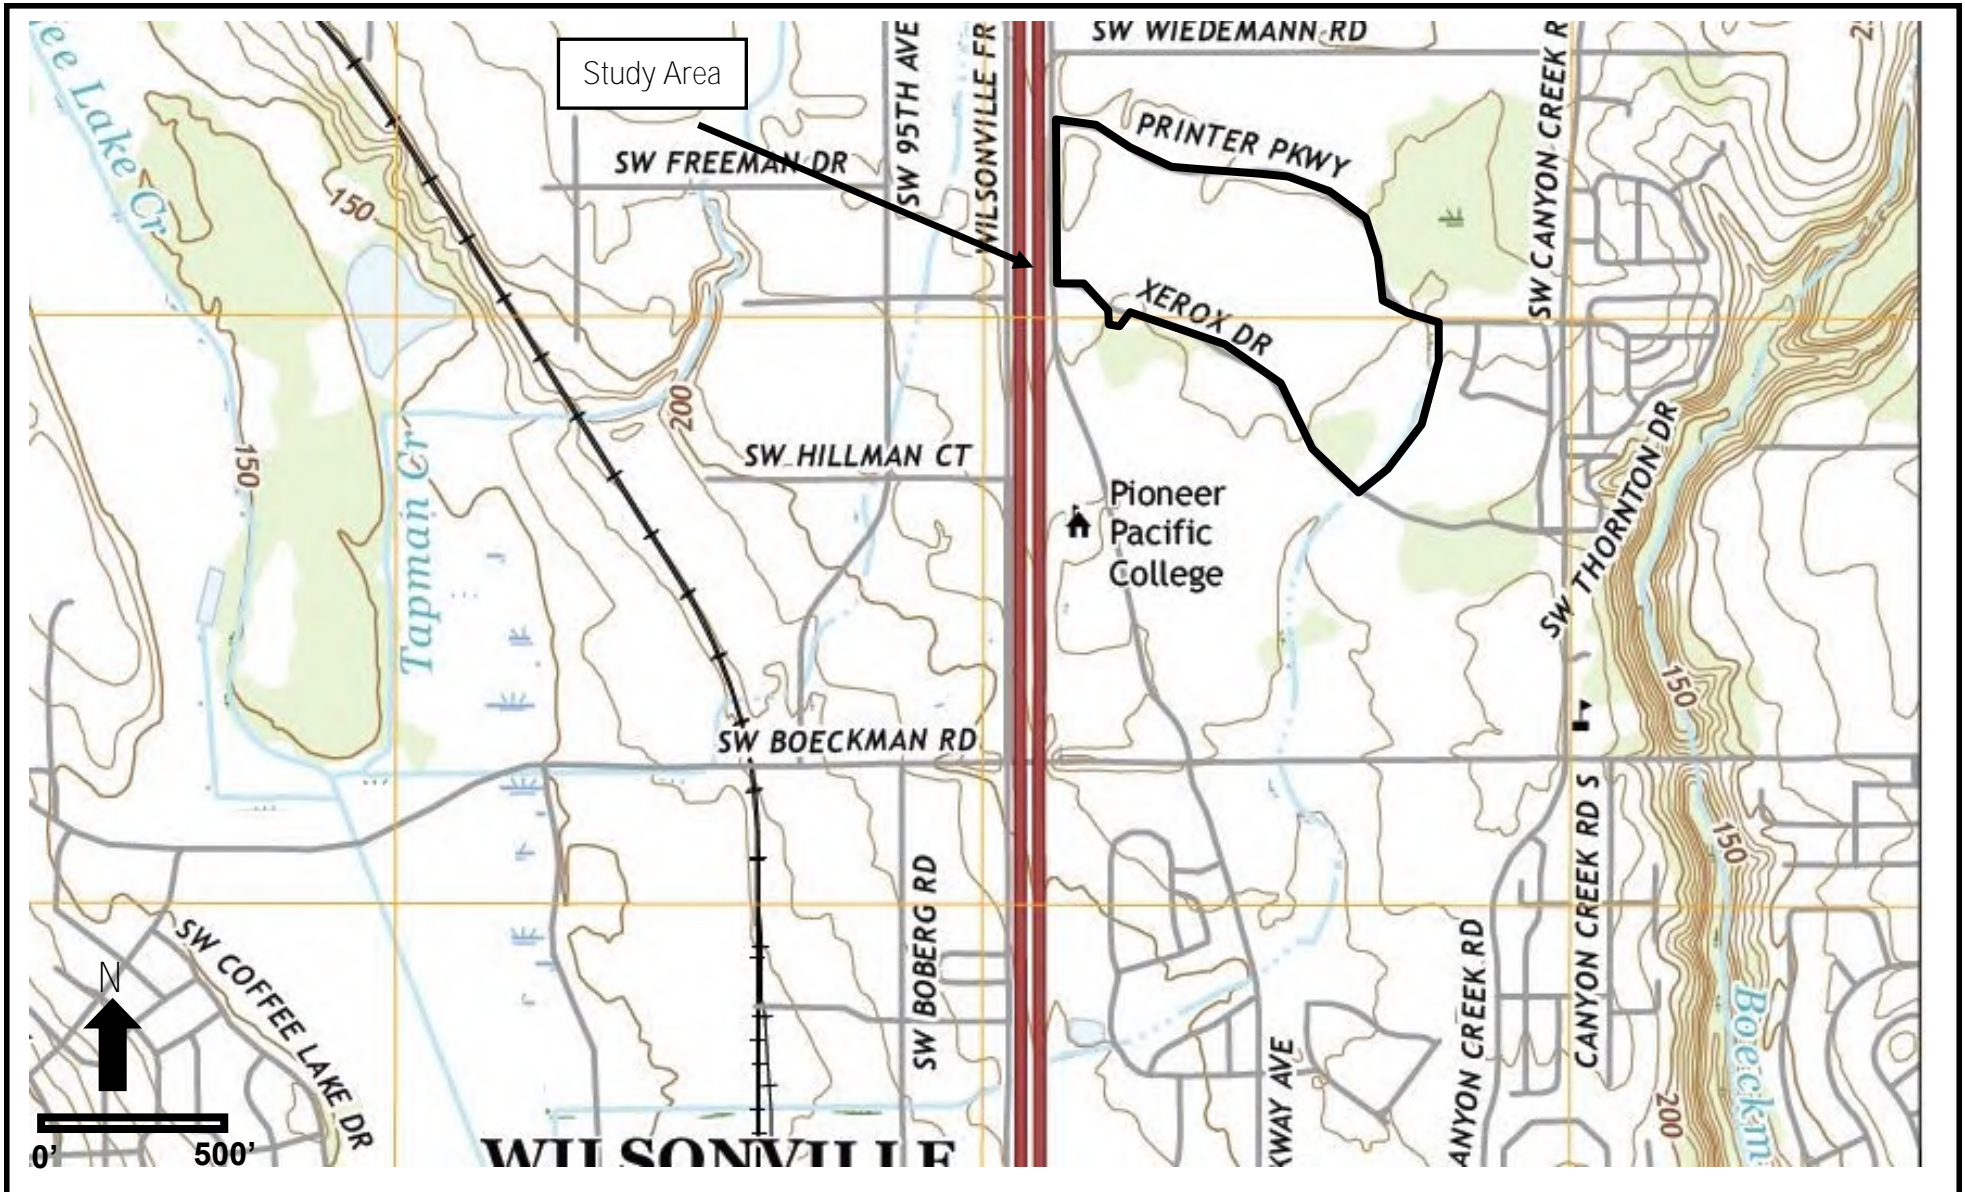 SW WIEDEMANN RD
Study Area
SW 95TH AVE
WILSONVILLE FR
SW CANYON CREEK R
ee Lake Cr
SW FREEMAN DR
PRINTER PKWY
150
XEROX DR
200
150
SW HILLMAN CT
Tapman Cr
Pioneer
Pacific
College
SW THORNTON DR
150
SW BOECKMAN RD
150
CANYON CREEK RD S
SW BOBERG RD
SW COFFEE LAKE DR
N
ANYON CREEK RD
KWAY AVE
Boeckm
200
0' 500'
WILSONVILLE